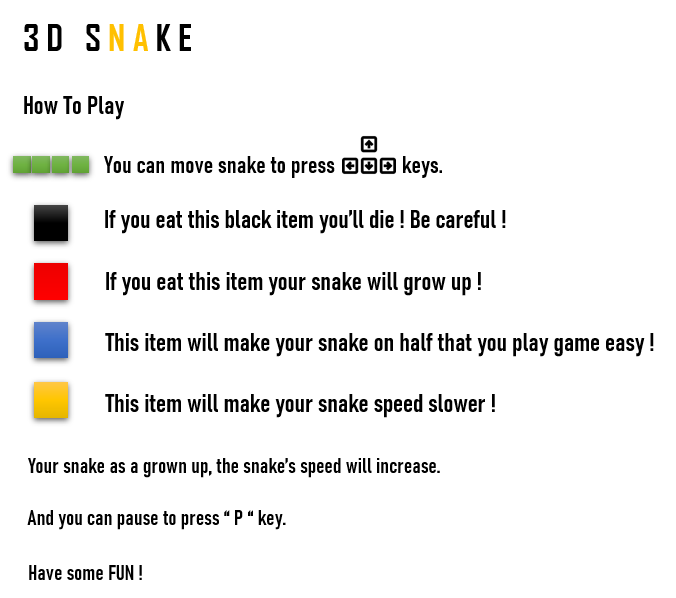 3D SNAKE
How To Play
You can move snake to press keys.
If you eat this black item you'll die ! Be careful !
If you eat this item your snake will grow up !
This item will make your snake on half that you play game easy !
This item will make your snake speed slower !
Your snake as a grown up, the snake's speed will increase.
And you can pause to press “ P “ key.
Have some FUN !